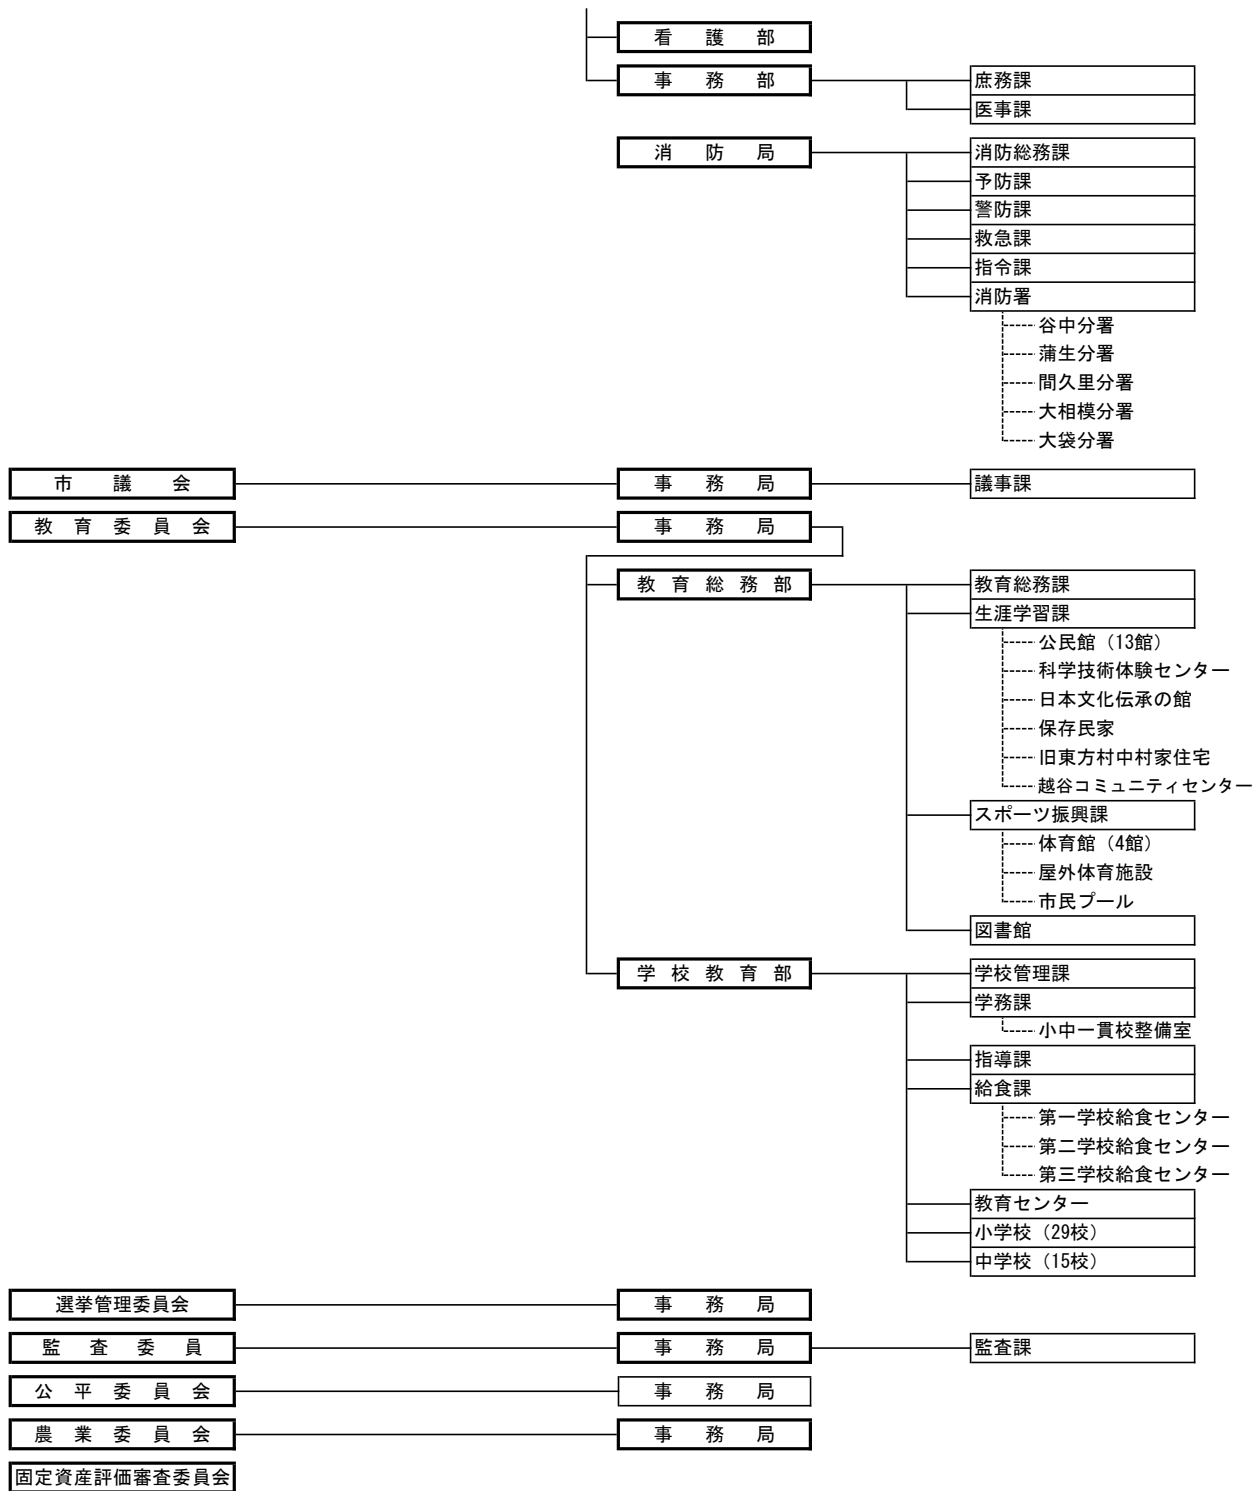 看護部
事務部 庶務課
医事課
消防局 消防総務課
予防課
警防課
救急課
指令課
消防署
谷中分署
蒲生分署
間久里分署
大相模分署
大袋分署
市議会 事務局 議事課
教育委員会 事務局
教育総務部 教育総務課
生涯学習課
公民館（13館）
科学技術体験センター
日本文化伝承の館
保存民家
旧東方村中村家住宅
越谷コミュニティセンター
スポーツ振興課
体育館（4館）
屋外体育施設
市民プール
図書館
学校教育部 学校管理課
学務課
小中一貫校整備室
指導課
給食課
第一学校給食センター
第二学校給食センター
第三学校給食センター
教育センター
小学校（29校）
中学校（15校）
選挙管理委員会 事務局
監査委員 事務局 監査課
公平委員会 事務局
農業委員会 事務局
固定資産評価審査委員会